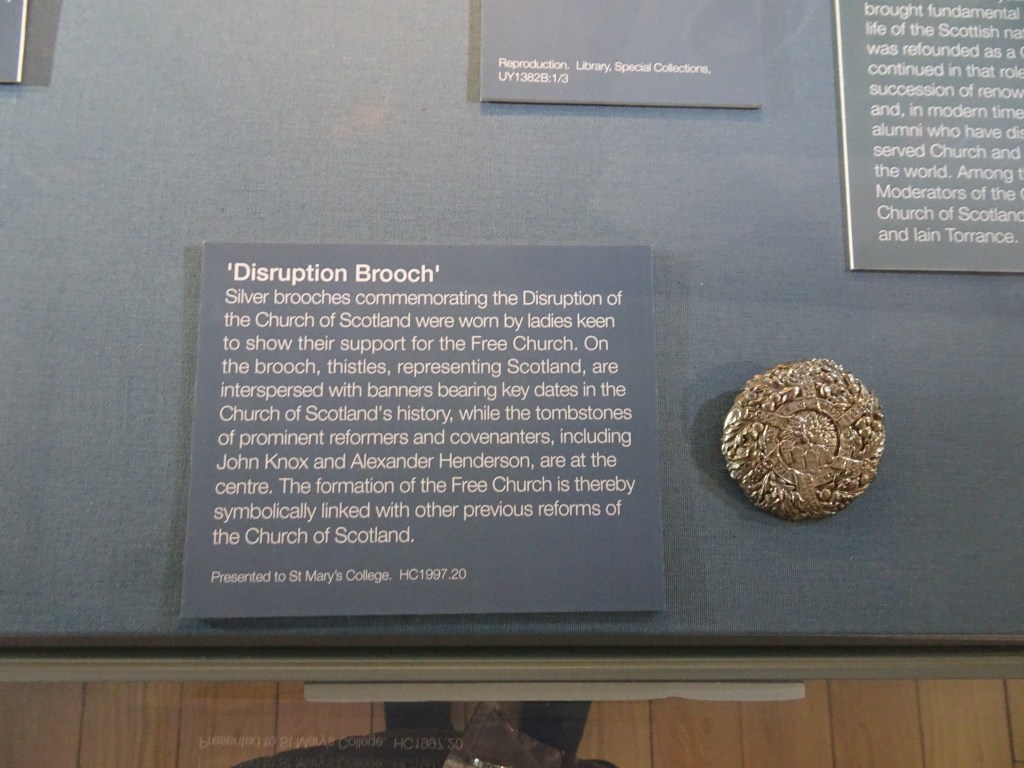 Reproduction. Library, Special Collections,
UY1382B:1/3
brought fundamental
life of the Scottish
was refounded as a
continued in that role
succession of
and, in modern
alumni who have
served Church and
the world. Among
Moderators of the
Church of Scotland
and Iain Torrance.
'Disruption Brooch'
Silver brooches commemorating the Disruption of
the Church of Scotland were worn by ladies keen
to show their support for the Free Church. On
the brooch, thistles, representing Scotland, are
interspersed with banners bearing key dates in the
Church of Scotland's history, while the tombstones
of prominent reformers and covenanters, including
John Knox and Alexander Henderson, are at the
centre. The formation of the Free Church is thereby
symbolically linked with other previous reforms of
the Church of Scotland.
Presented to St Mary's College. HC1997.20